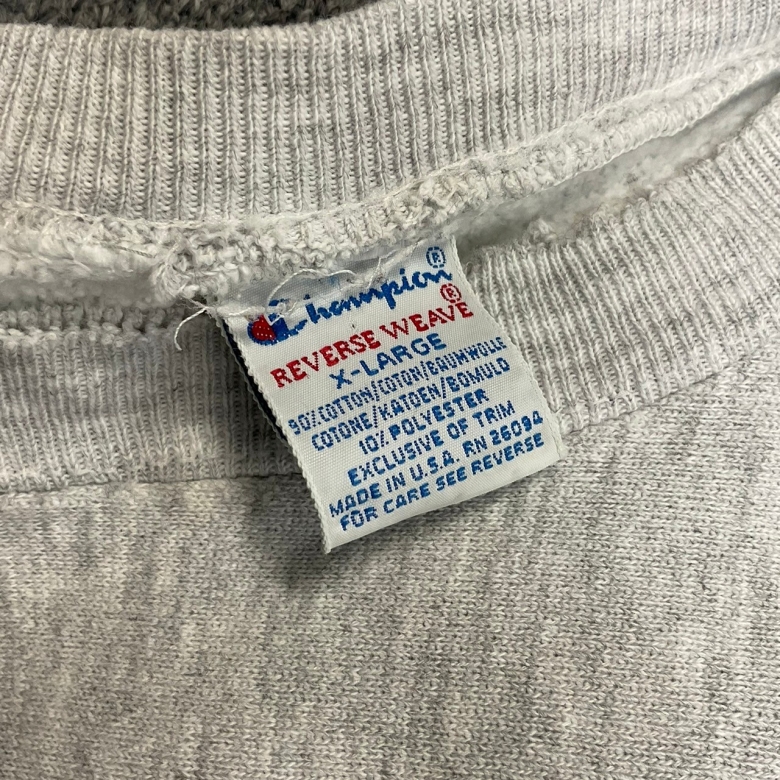 Champion®
REVERSE WEAVE®
X-LARGE
90%COTTON/COTON/BAUMWOLLE
COTONE/KATOEN/BOMULD
10% POLYESTER
EXCLUSIVE OF TRIM
MADE IN U.S.A. RN 26094
FOR CARE SEE REVERSE